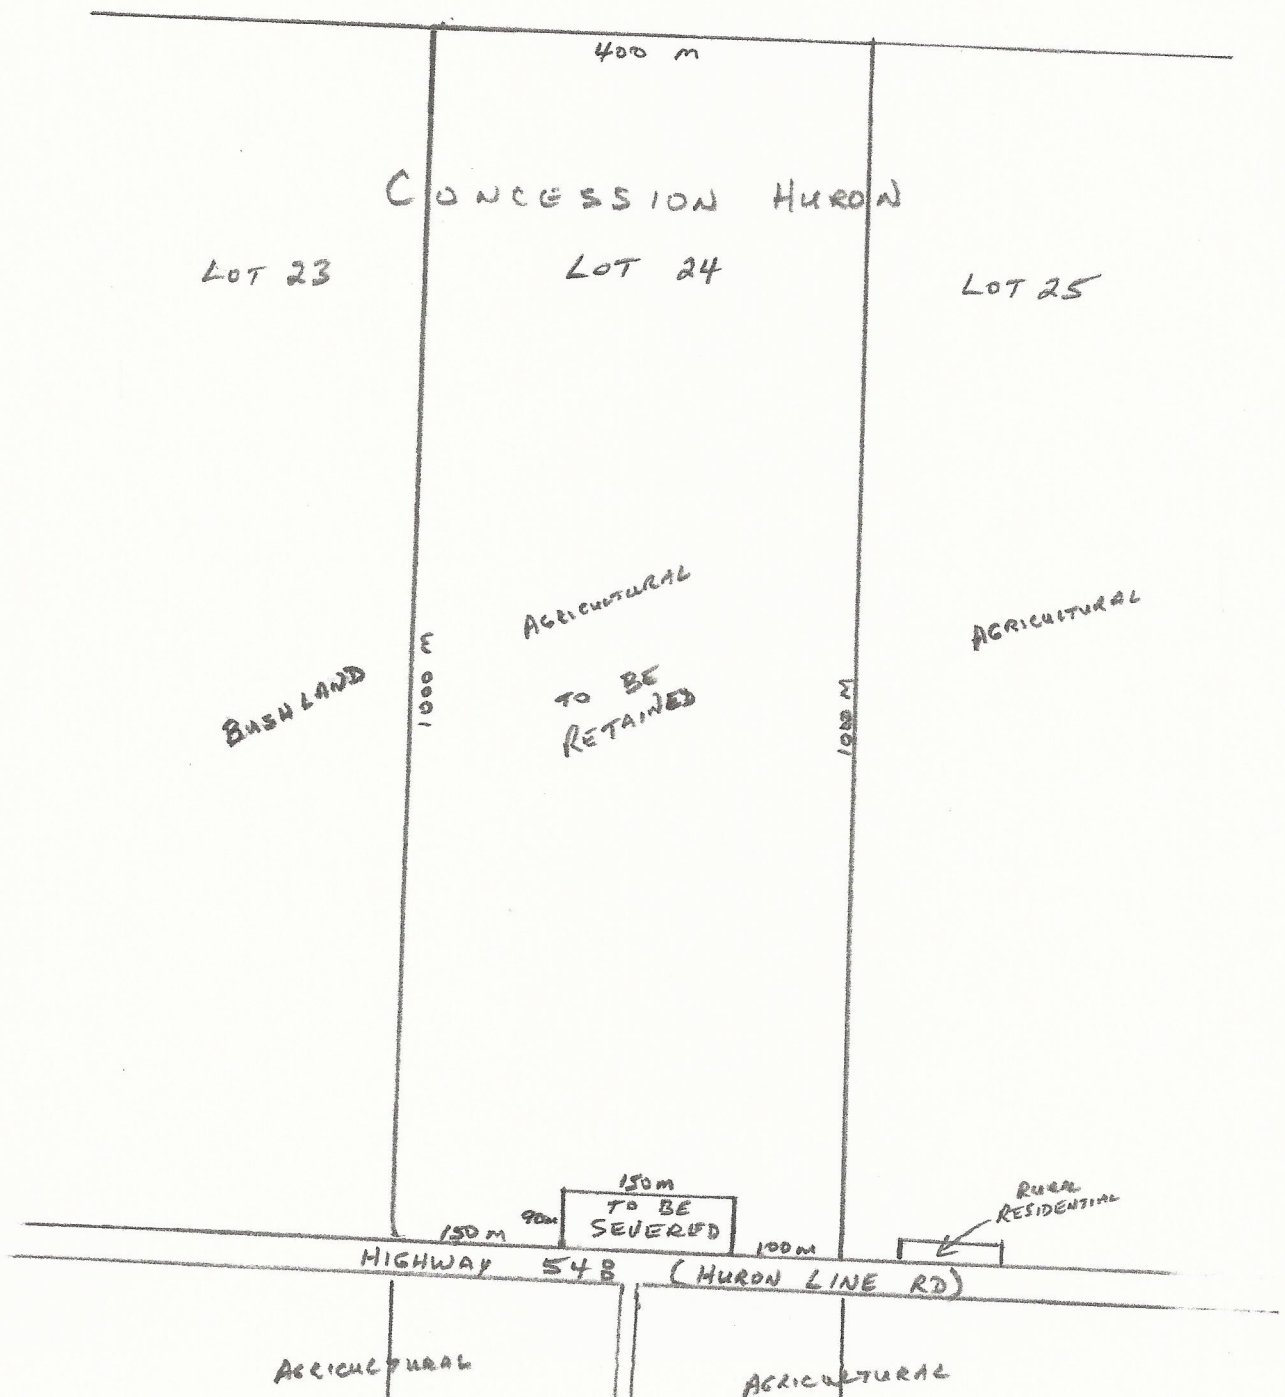 400 m
CONCESSION HURON
LOT 23
LOT 24
LOT 25
AGRICULTURAL
AGRICULTURAL
TO BE
RETAINED
BUSHLAND
1000 m
1000 M
150m
TO BE
SEVERED
90m
150 m
100m
RURAL
RESIDENTIAL
HIGHWAY 548 (HURON LINE RD)
AGRICULTURAL
AGRICULTURAL